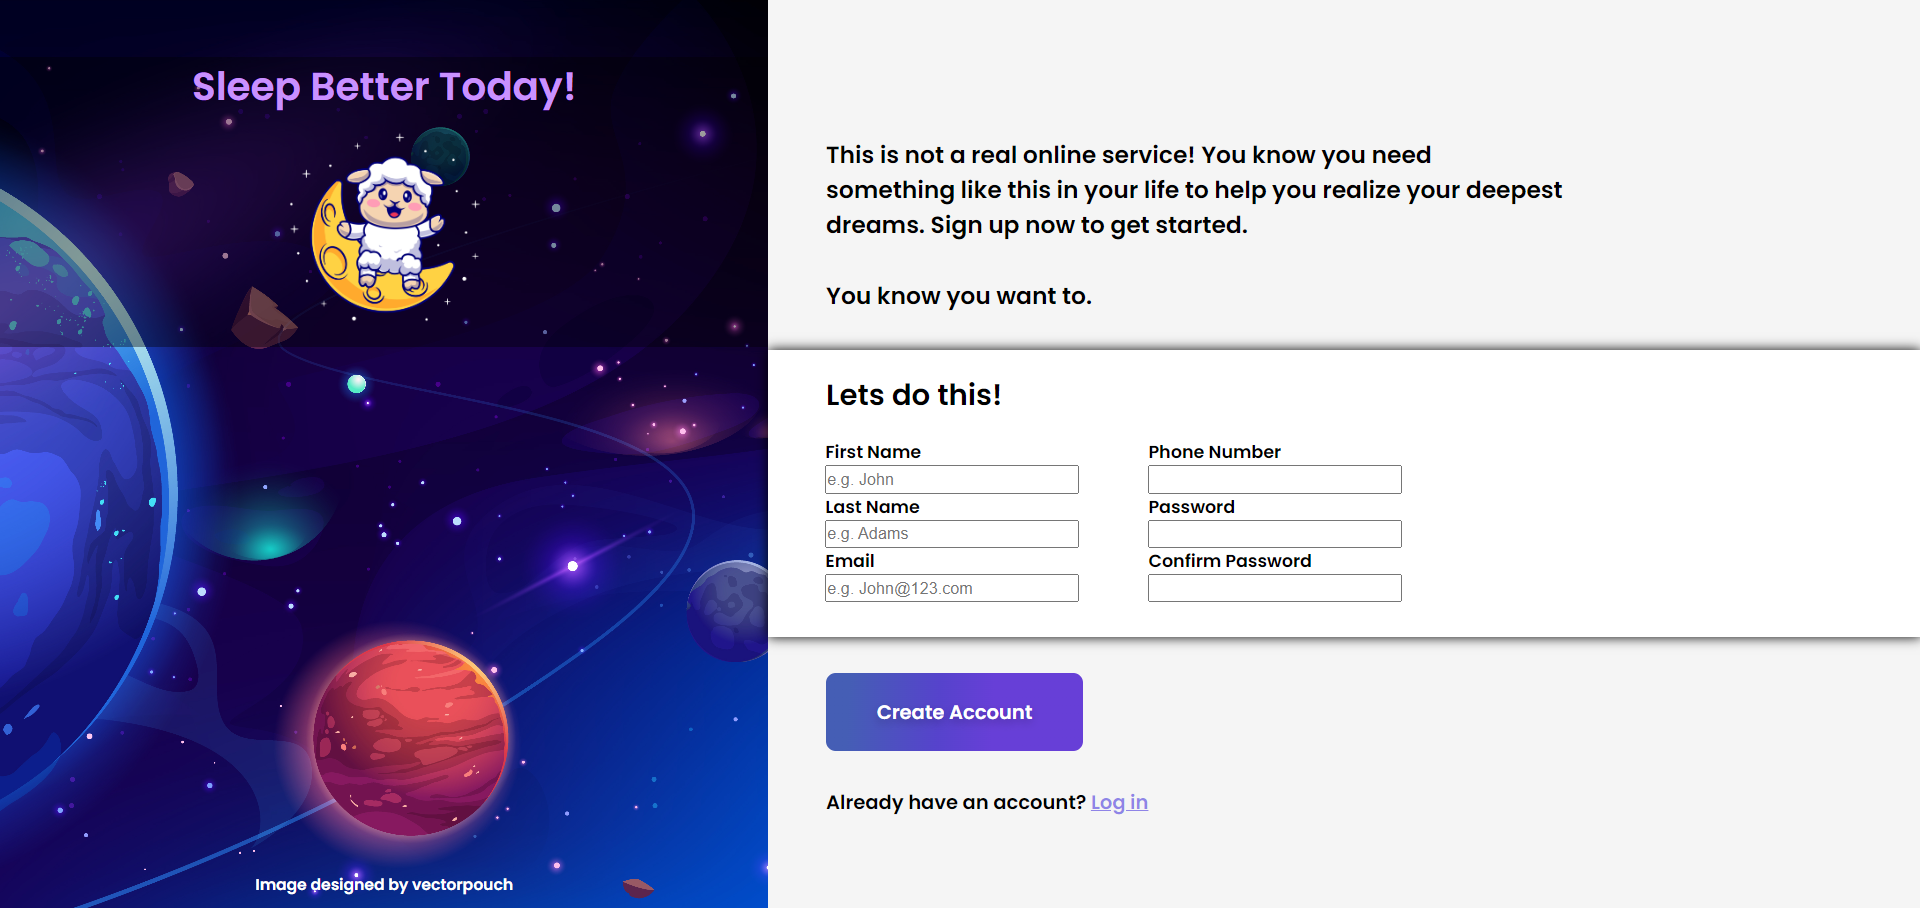 Sleep Better Today!
Image designed by vectorpouch
This is not a real online service! You know you need
something like this in your life to help you realize your deepest
dreams. Sign up now to get started.
You know you want to.
Lets do this!
First Name
e.g. John
Last Name
e.g. Adams
Email
e.g. John@123.com
Phone Number
Password
Confirm Password
Create Account
Already have an account? Log in